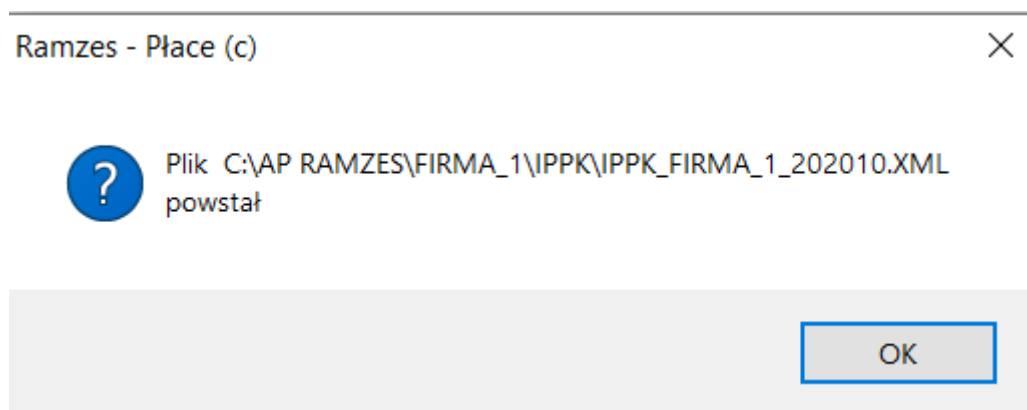 Ramzes - Płace (c)
Plik C:\AP RAMZES\FIRMA_1\IPPK\IPPK_FIRMA_1_202010.XML
powstał
OK